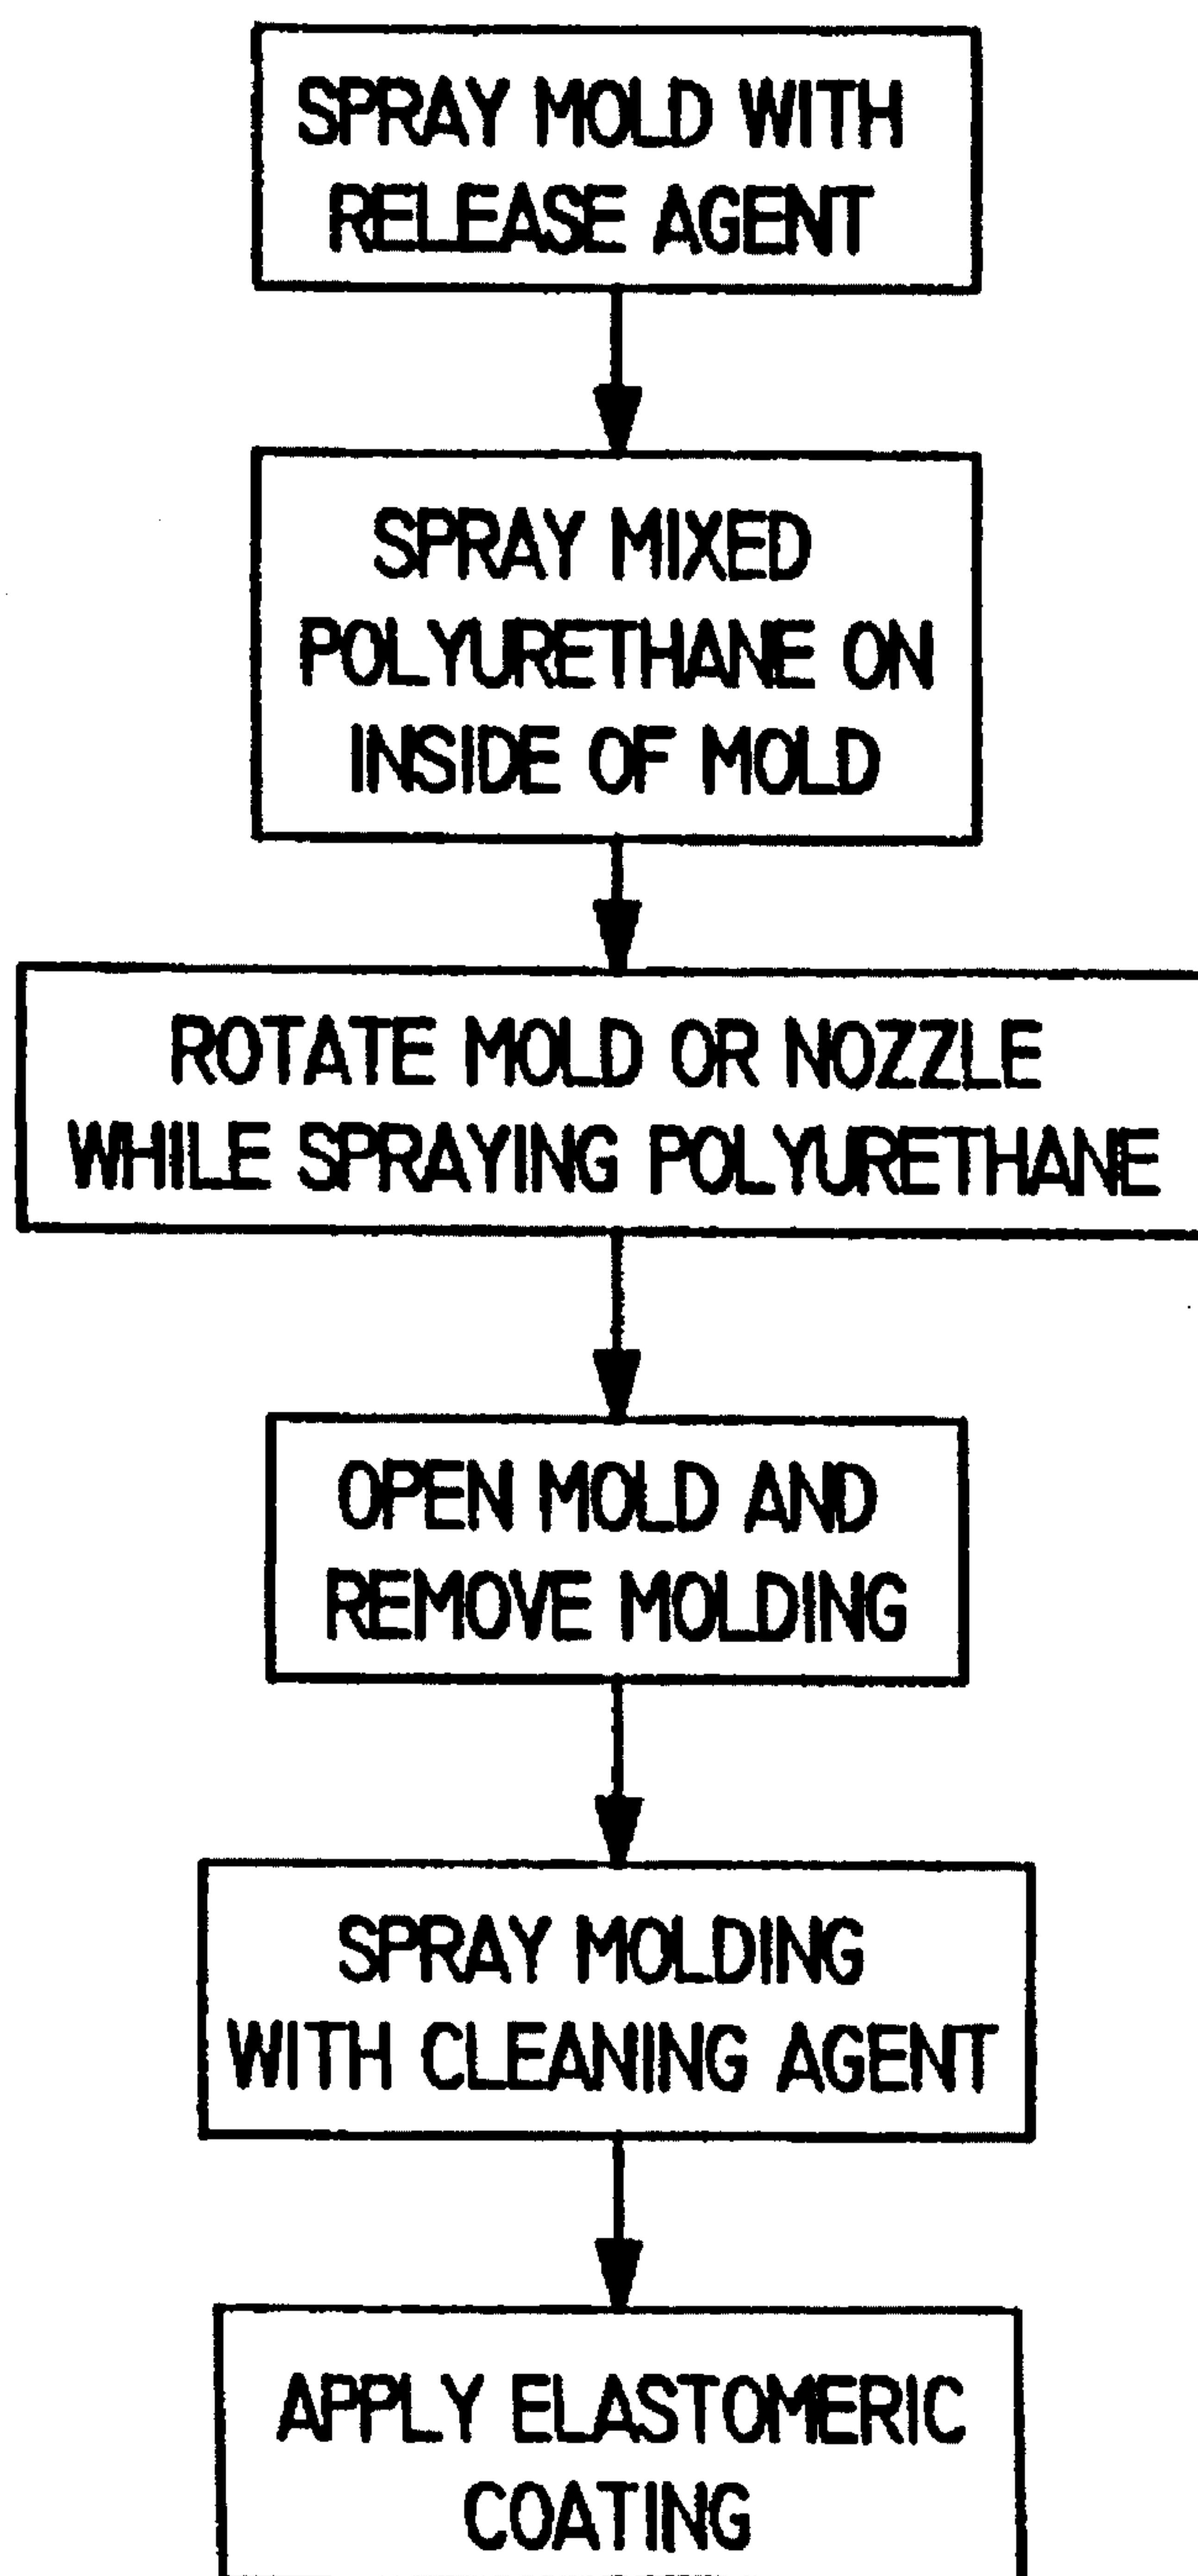 SPRAY MOLD WITH
RELEASE AGENT
SPRAY MIXED
POLYURETHANE ON
INSIDE OF MOLD
ROTATE MOLD OR NOZZLE
WHILE SPRAYING POLYURETHANE
OPEN MOLD AND
REMOVE MOLDING
SPRAY MOLDING
WITH CLEANING AGENT
APPLY ELASTOMERIC
COATING